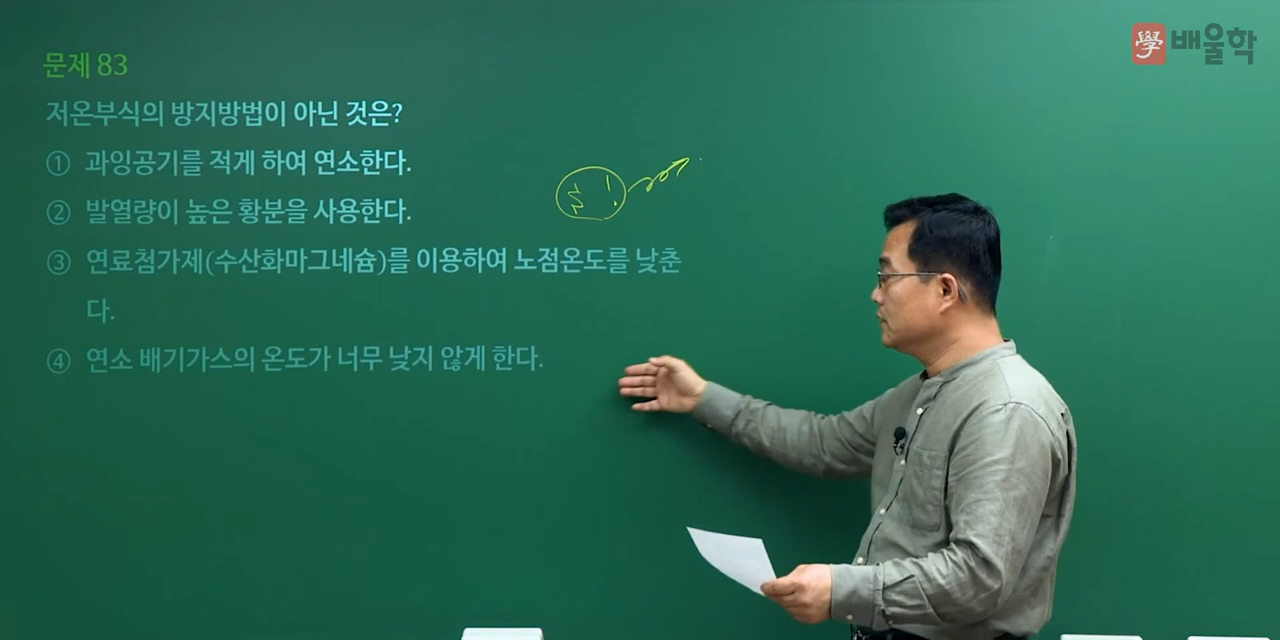 學 배울학
문제 83
저온부식의 방지방법이 아닌 것은?
① 과잉공기를 적게 하여 연소한다.
② 발열량이 높은 황분을 사용한다.
③ 연료첨가제(수산화마그네슘)를 이용하여 노점온도를 낮춘
다.
④ 연소 배기가스의 온도가 너무 낮지 않게 한다.